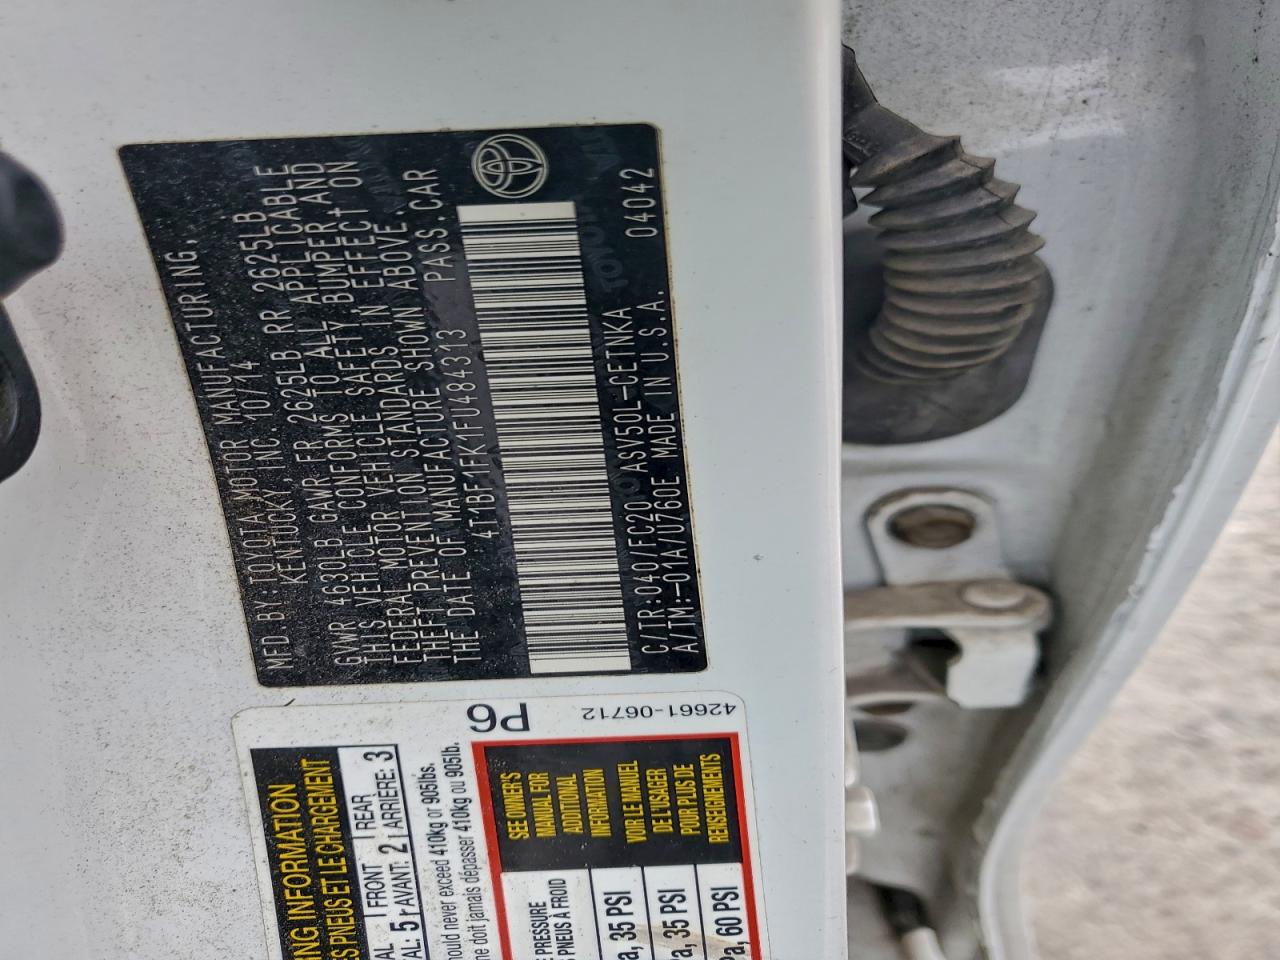 MFD BY:TOYOTA MOTOR MANUFACTURING,
KENTUCKY, INC. 10/14
GVWR 4630LB GAWR FR 2625LB RR 2625LB
THIS VEHICLE CONFORMS TO ALL APPLICABLE
FEDERAL MOTOR VEHICLE SAFETY,BUMPER,AND
THEFT PREVENTION STANDARDS IN EFFECT ON
THE DATE OF MANUFACTURE SHOWN ABOVE.
4T1BF1FK1FU484313 PASS.CAR
C/TR:040/FC20 ASV50L-CETNKA 04042
A/TM:-01A/U760E MADE IN U.S.A
P6
42661-06712
INFORMATION
PNEUS ET LE CHARGEMENT
FRONT REAR
5 AVANT: 2 ARRIÈRE: 3
never exceed 410kg or 905lbs.
ne doit jamais dépasser 410kg ou 905lb.
SEE OWNER'S
MANUAL FOR
ADDITIONAL
INFORMATION
VOIR LE MANUEL
DE L'USAGER
POUR PLUS DE
RENSEIGNEMENTS
PRESSURE
PNEUS À FROID
35 PSI
35 PSI
60 PSI